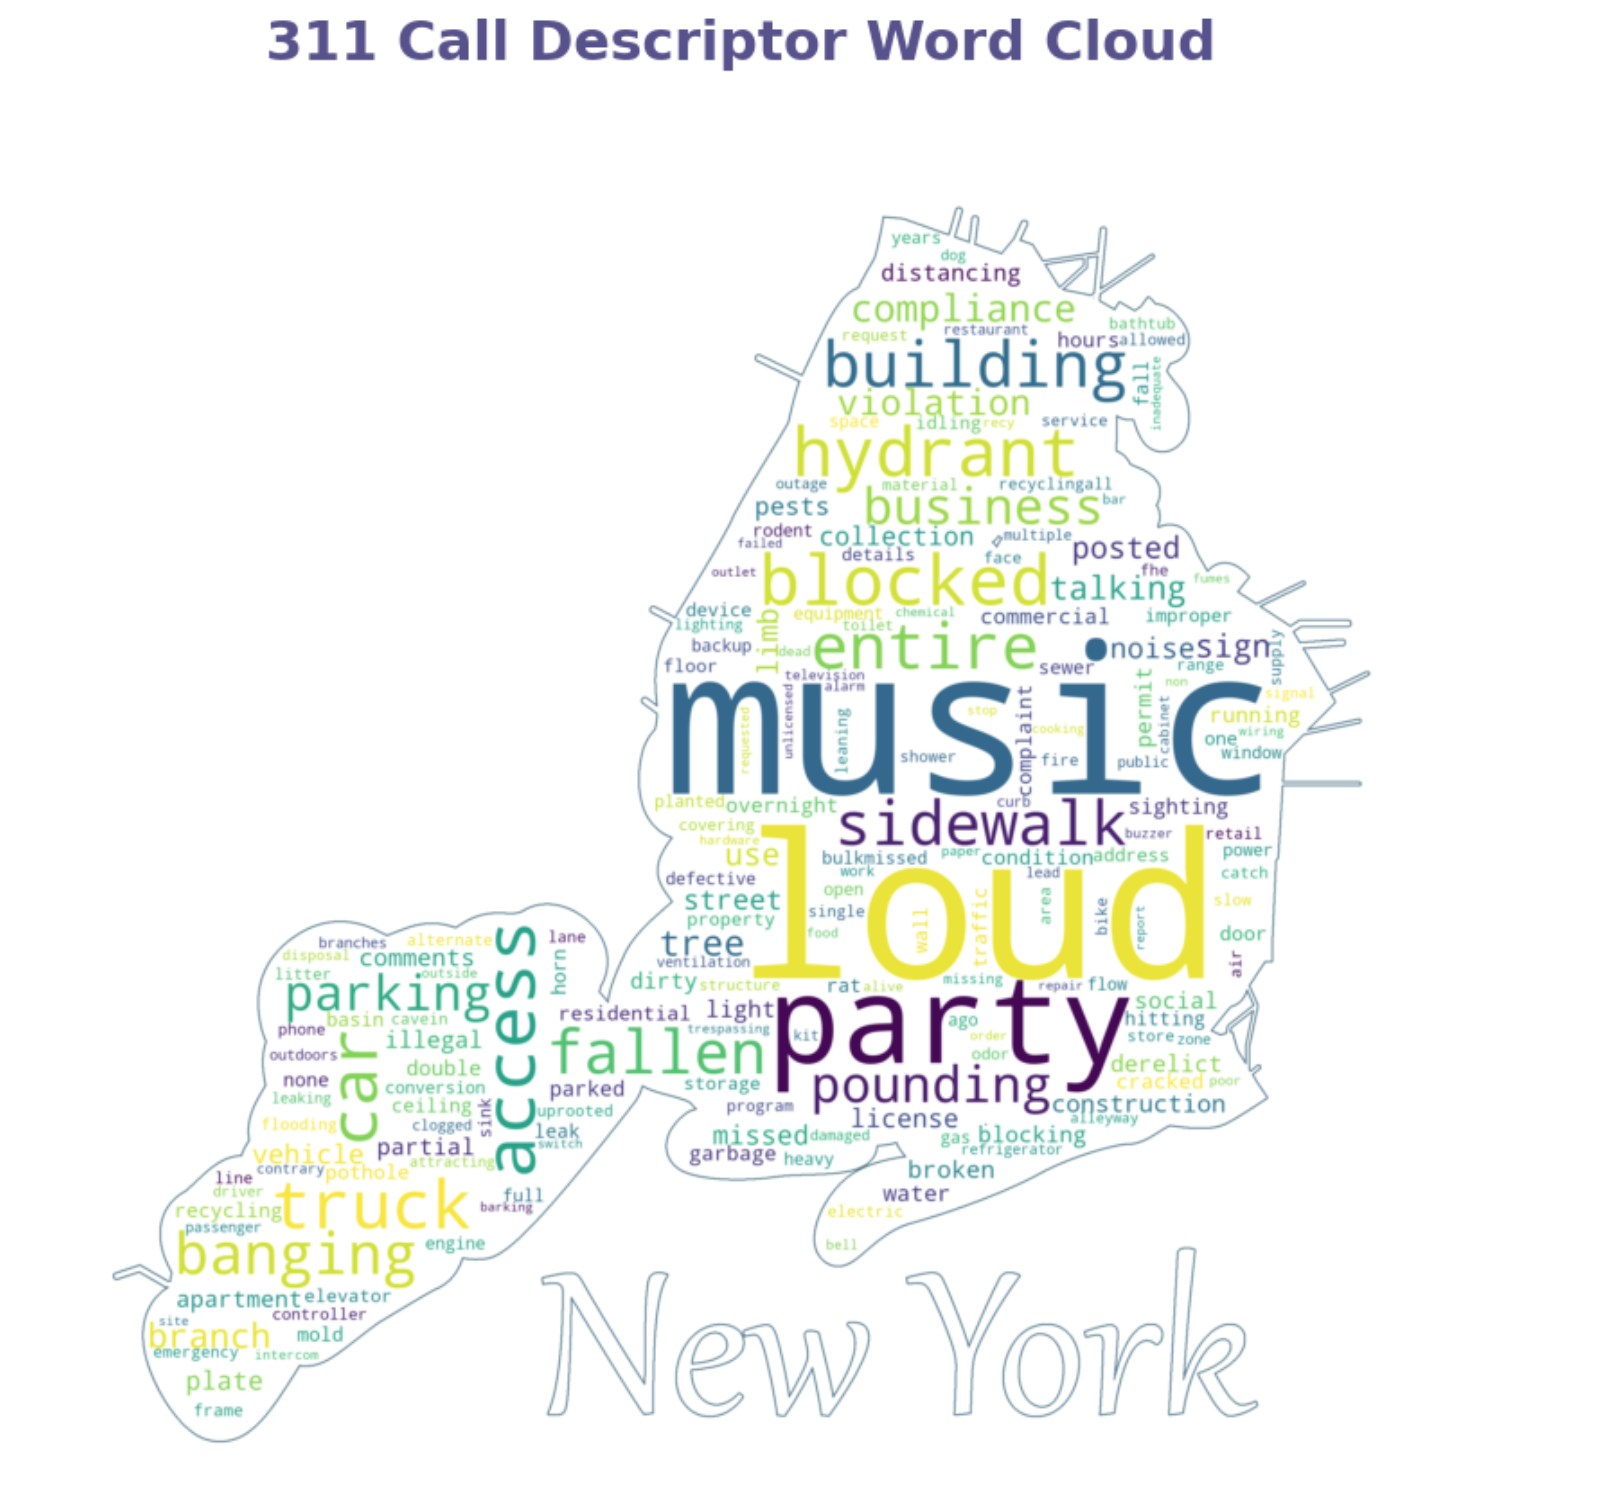 311 Call Descriptor Word Cloud
years
dog
distancing
compliance
bathtub
request restaurant
hours allowed
building
fall
inadequate
violation
space idling recy service
hydrant
outage material recyclingall
business bar
pests
rodent collection multiple
failed details face posted
outlet blocked fhe
talking fumes
device equipment chemical commercial improper
lighting limb toilet
backup dead entire noise sign supply
floor television sewer range
alarm non
music
signal
requested unlicensed leaning stop complaint permit cabinet running
cooking one wiring
shower fire public window
planted overnight curb sighting
covering sidewalk buzzer retail
hardware
use bulkmissed paper condition address power
work lead catch
defective
loud
street open area bike slow
property single wall traffic report
food door
tree
ventilation air
branches alternate lane
disposal comments
litter outside horn
access
parking
dirty structure rat alive missing repair flow
party
social
basin cavein residential light ago hitting
phone trespassing kit order store zone
illegal fallen odor
outdoors car double derelict
none conversion parked storage pounding cracked poor
leaking ceiling uprooted program construction
flooding clogged sink leak license alleyway
partial switch missed damaged gas blocking
vehicle attracting garbage heavy refrigerator
contrary pothole
line broken
driver truck full water
recycling barking electric
passenger
banging engine bell
apartment elevator
site controller
branch mold
emergency intercom
plate
frame
New York